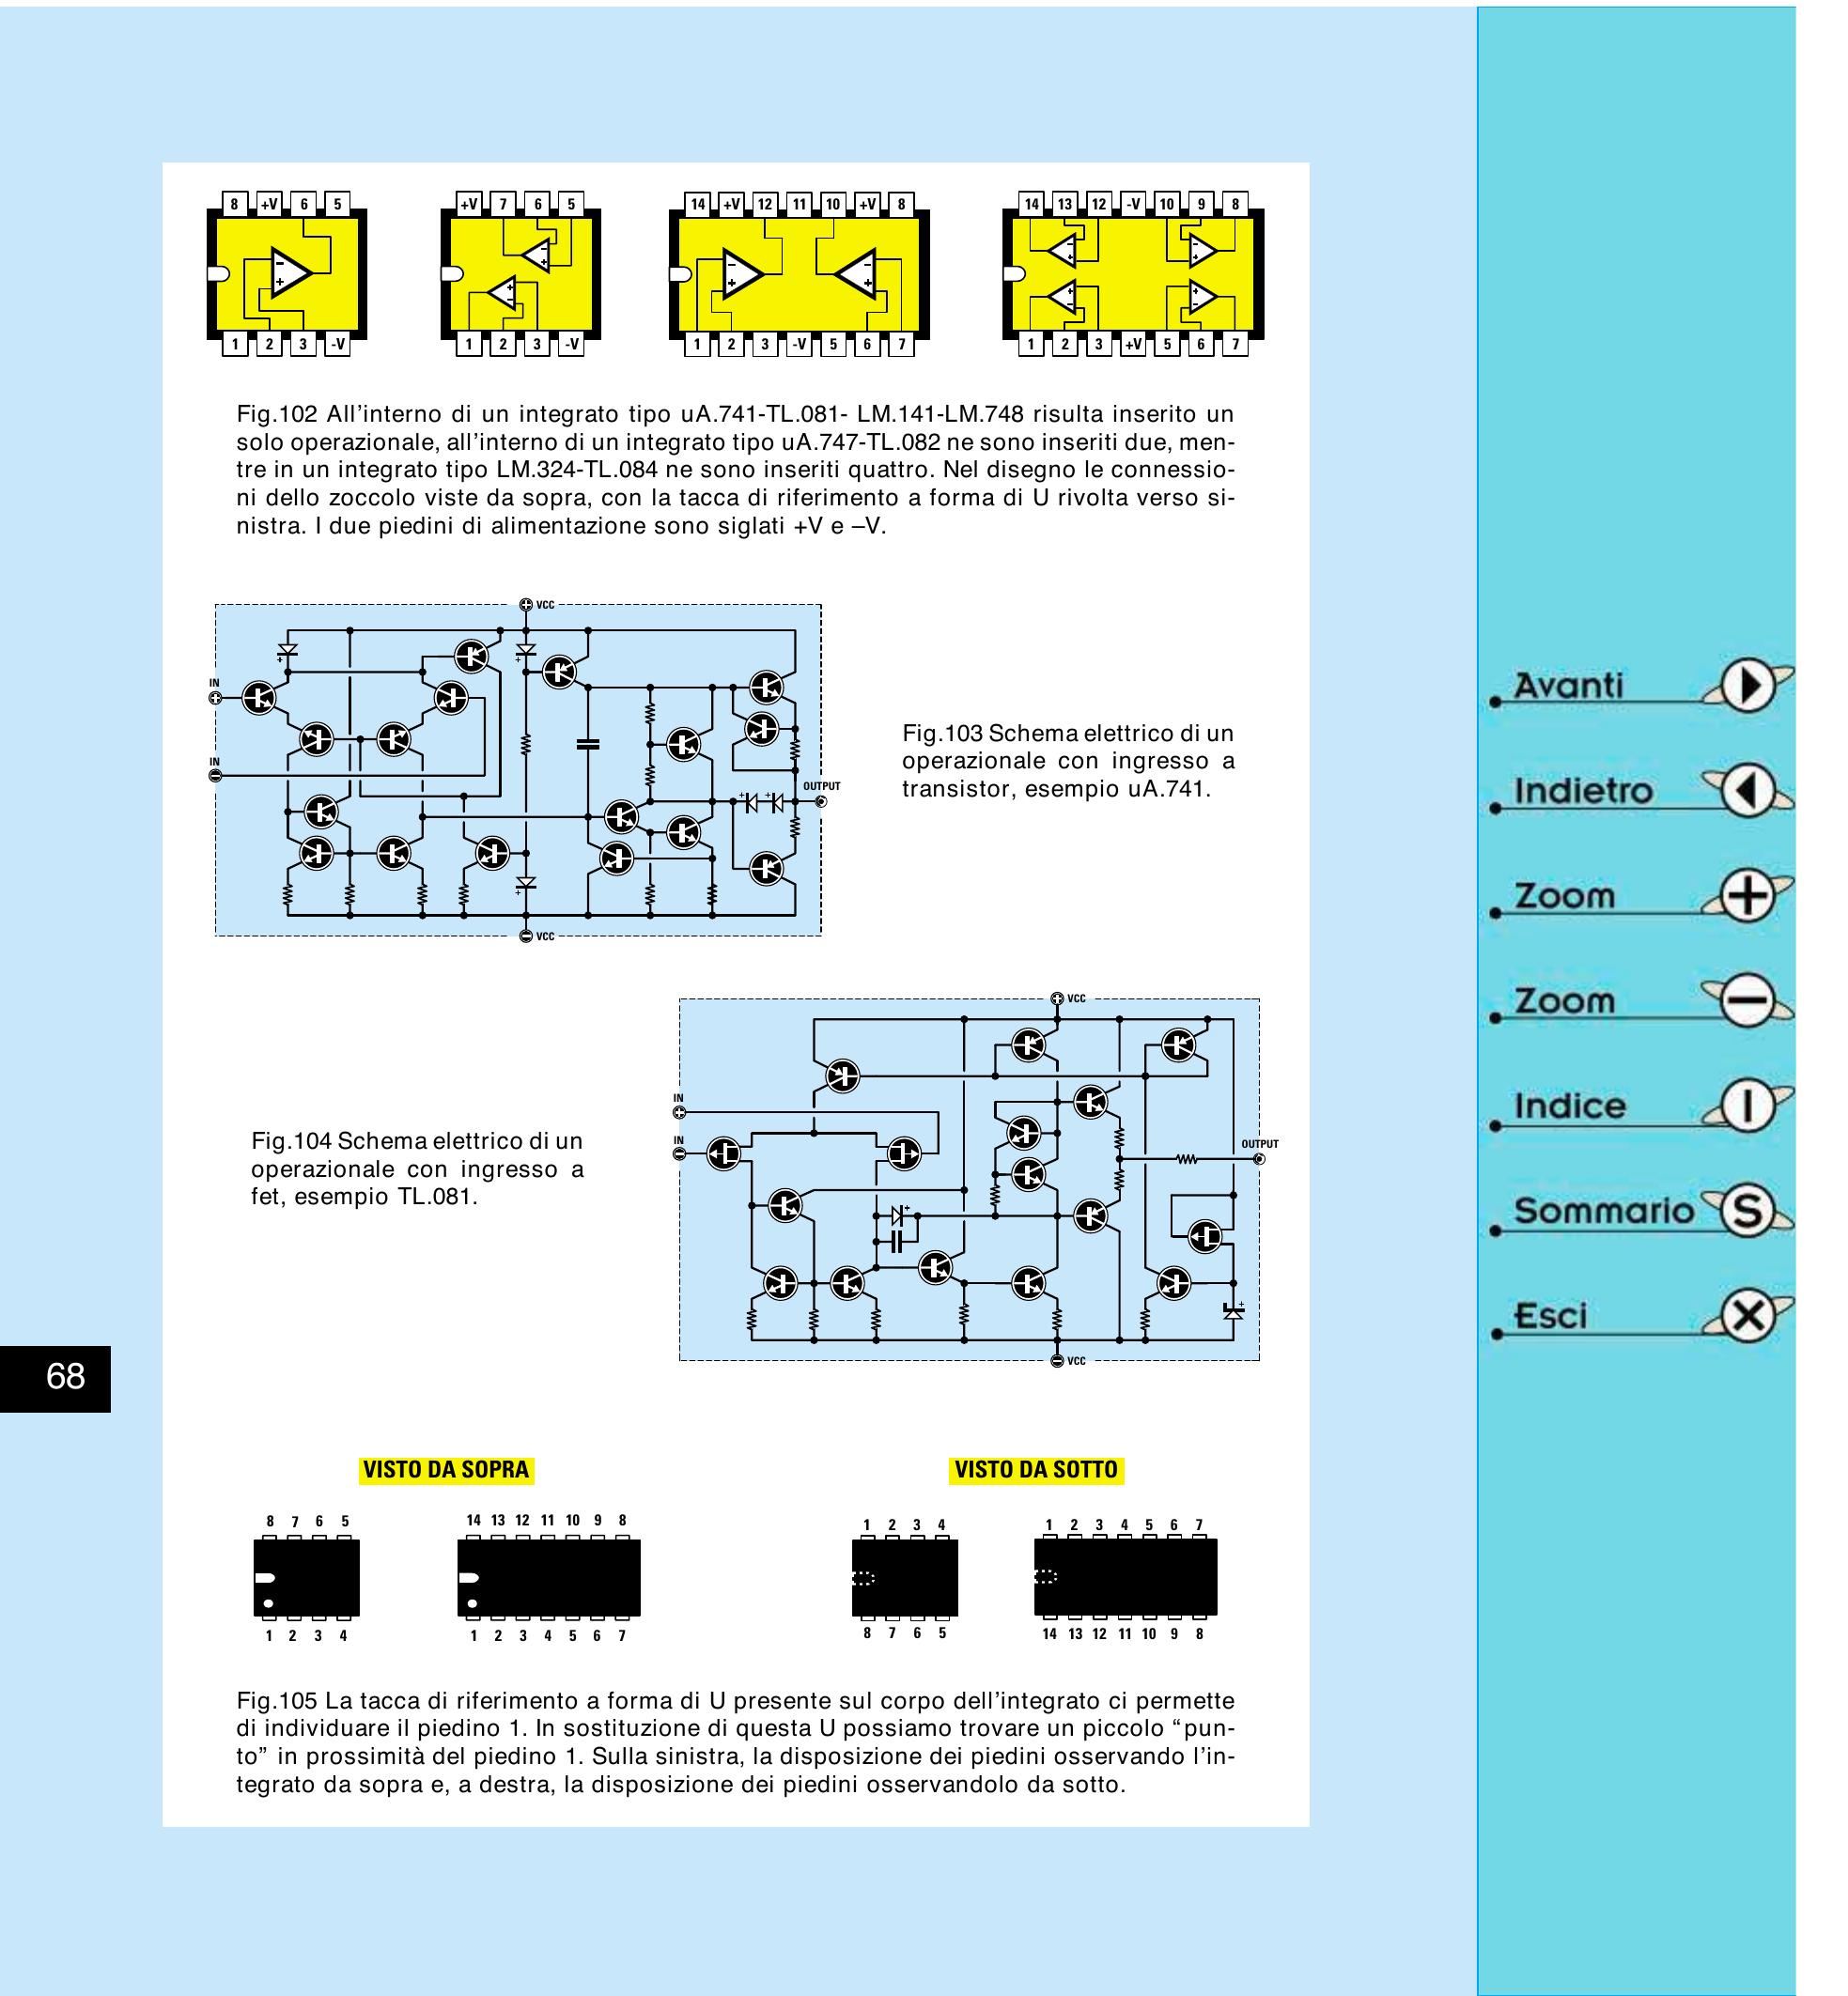 8 +V 6 5
1 2 3 -V
+V 7 6 5
1 2 3 -V
14 +V 12 11 10 +V 8
1 2 3 -V 5 6 7
14 13 12 -V 10 9 8
1 2 3 +V 5 6 7
Fig.102 All'interno di un integrato tipo uA.741-TL.081- LM.141-LM.748 risulta inserito un
solo operazionale, all'interno di un integrato tipo uA.747-TL.082 ne sono inseriti due, men-
tre in un integrato tipo LM.324-TL.084 ne sono inseriti quattro. Nel disegno le connessio-
ni dello zoccolo viste da sopra, con la tacca di riferimento a forma di U rivolta verso si-
nistra. I due piedini di alimentazione sono siglati +V e –V.
VCC
IN
IN
OUTPUT
VCC
Fig.103 Schema elettrico di un
operazionale con ingresso a
transistor, esempio uA.741.
Fig.104 Schema elettrico di un
operazionale con ingresso a
fet, esempio TL.081.
VCC
IN
IN
OUTPUT
VCC
68
VISTO DA SOPRA
8 7 6 5
1 2 3 4
14 13 12 11 10 9 8
1 2 3 4 5 6 7
VISTO DA SOTTO
1 2 3 4
8 7 6 5
1 2 3 4 5 6 7
14 13 12 11 10 9 8
Fig.105 La tacca di riferimento a forma di U presente sul corpo dell'integrato ci permette
di individuare il piedino 1. In sostituzione di questa U possiamo trovare un piccolo “pun-
to” in prossimità del piedino 1. Sulla sinistra, la disposizione dei piedini osservando l'in-
tegrato da sopra e, a destra, la disposizione dei piedini osservandolo da sotto.
Avanti
Indietro
Zoom +
Zoom −
Indice I
Sommario S
Esci X